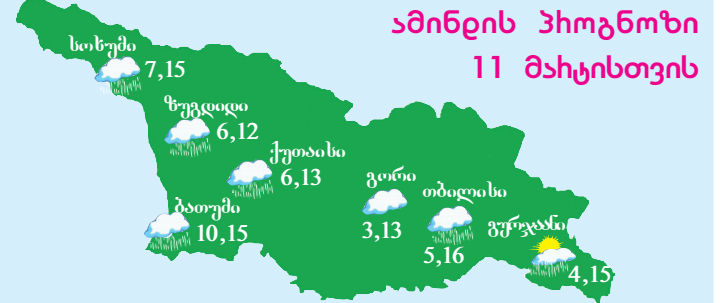 ამინდის პროგნოზი
11 მარტისთვის
სოხუმი
7,15
ზუგდიდი
6,12
ქუთაისი
6,13
გორი
3,13
თბილისი
5,16
ბათუმი
10,15
გურჯაანი
4,15